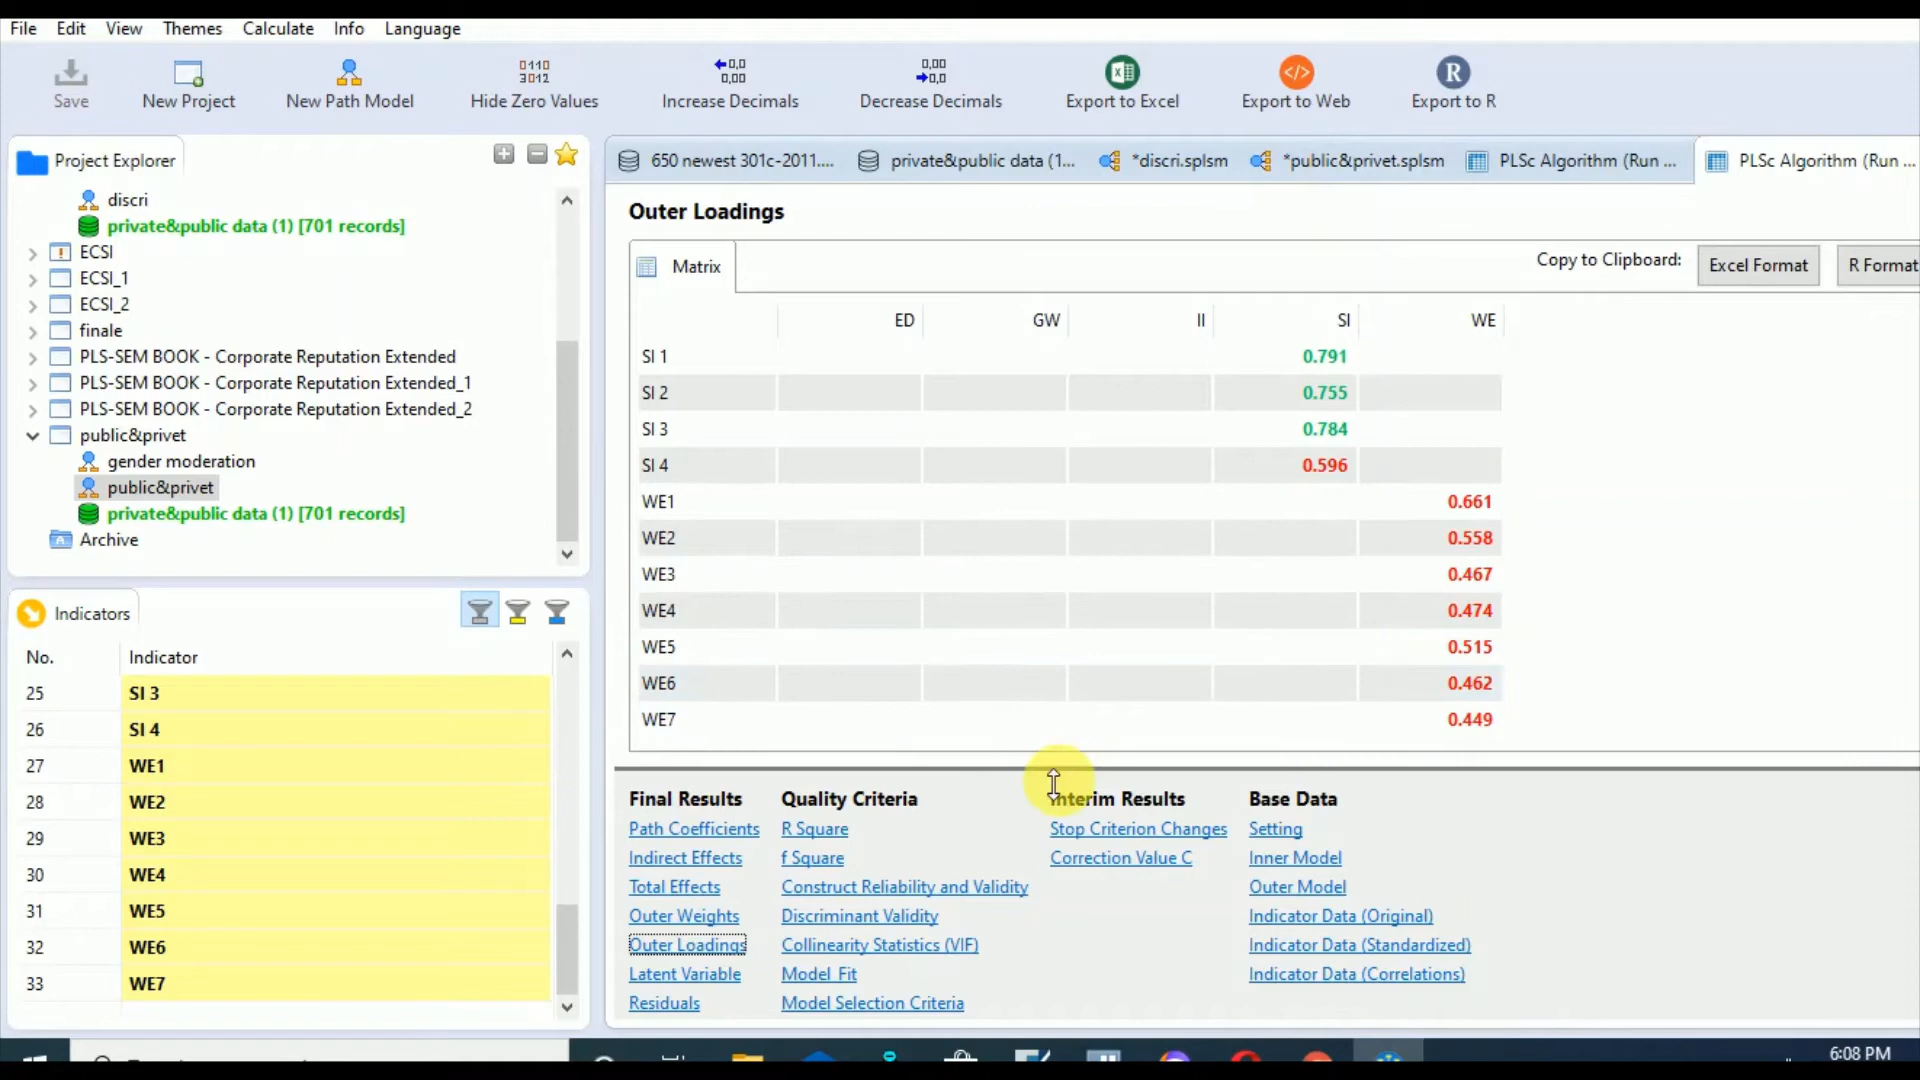 File Edit View Themes Calculate Info Language
Save New Project New Path Model Hide Zero Values Increase Decimals Decrease Decimals Export to Excel Export to Web Export to R
Project Explorer
discri
private&public data (1) [701 records]
ECSI
ECSI_1
ECSI_2
finale
PLS-SEM BOOK - Corporate Reputation Extended
PLS-SEM BOOK - Corporate Reputation Extended_1
PLS-SEM BOOK - Corporate Reputation Extended_2
public&privet
gender moderation
public&privet
private&public data (1) [701 records]
Archive
Indicators
No. Indicator
25 SI 3
26 SI 4
27 WE1
28 WE2
29 WE3
30 WE4
31 WE5
32 WE6
33 WE7
650 newest 301c-2011.... private&public data (1... *discri.splsm *public&privet.splsm PLSc Algorithm (Run ... PLSc Algorithm (Run ...
Outer Loadings
Matrix Copy to Clipboard: Excel Format R Format
ED GW II SI WE
SI 1 0.791
SI 2 0.755
SI 3 0.784
SI 4 0.596
WE1 0.661
WE2 0.558
WE3 0.467
WE4 0.474
WE5 0.515
WE6 0.462
WE7 0.449
Final Results Quality Criteria Interim Results Base Data
Path Coefficients R Square Stop Criterion Changes Setting
Indirect Effects f Square Correction Value C Inner Model
Total Effects Construct Reliability and Validity Outer Model
Outer Weights Discriminant Validity Indicator Data (Original)
Outer Loadings Collinearity Statistics (VIF) Indicator Data (Standardized)
Latent Variable Model_Fit Indicator Data (Correlations)
Residuals Model Selection Criteria
6:08 PM